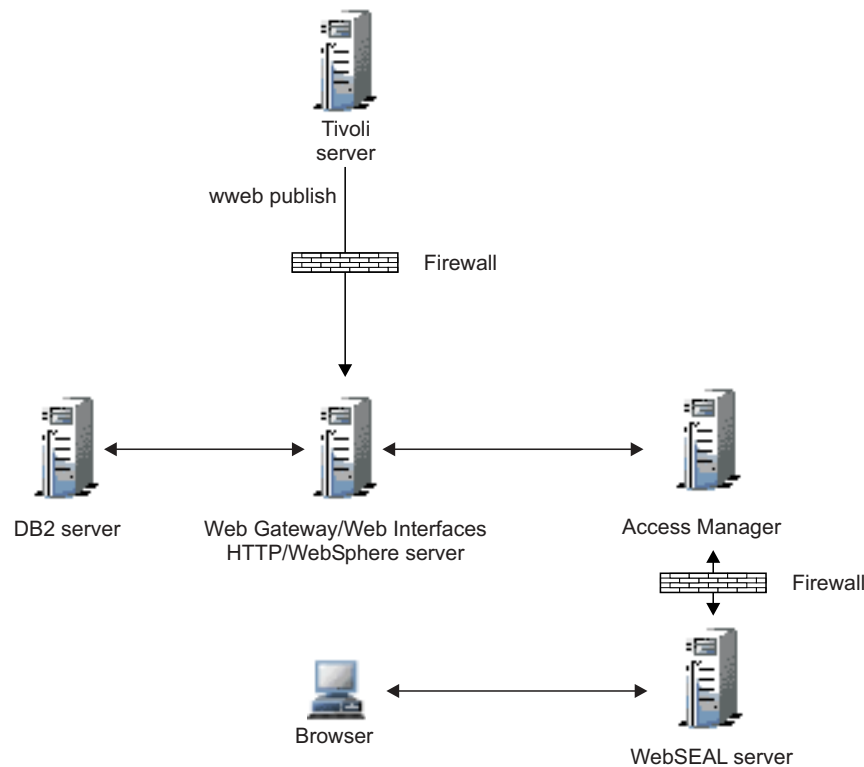 Tivoli
server
wweb publish
Firewall
DB2 server
Web Gateway/Web Interfaces
HTTP/WebSphere server
Access Manager
Firewall
Browser
WebSEAL server